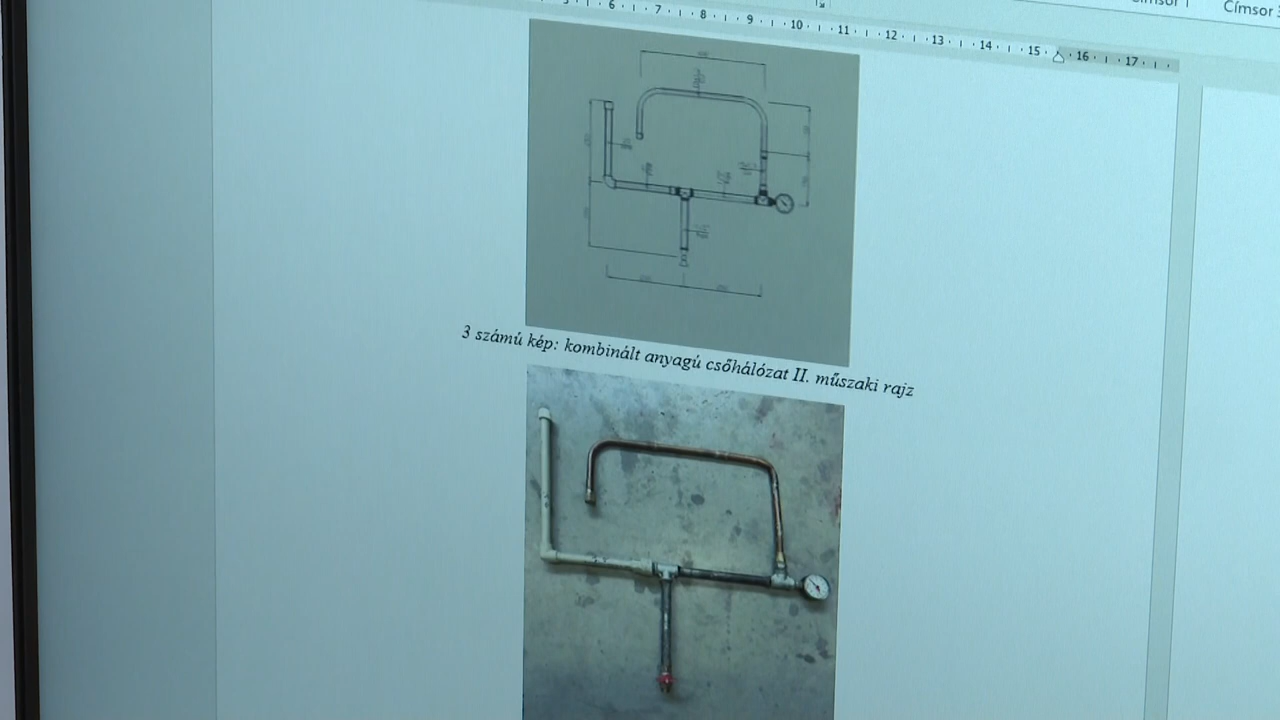 Címsor 1 Címsor
6 7 8 9 10 11 12 13 14 15 16 17
3 számú kép: kombinált anyagú csőhálózat II. műszaki rajz